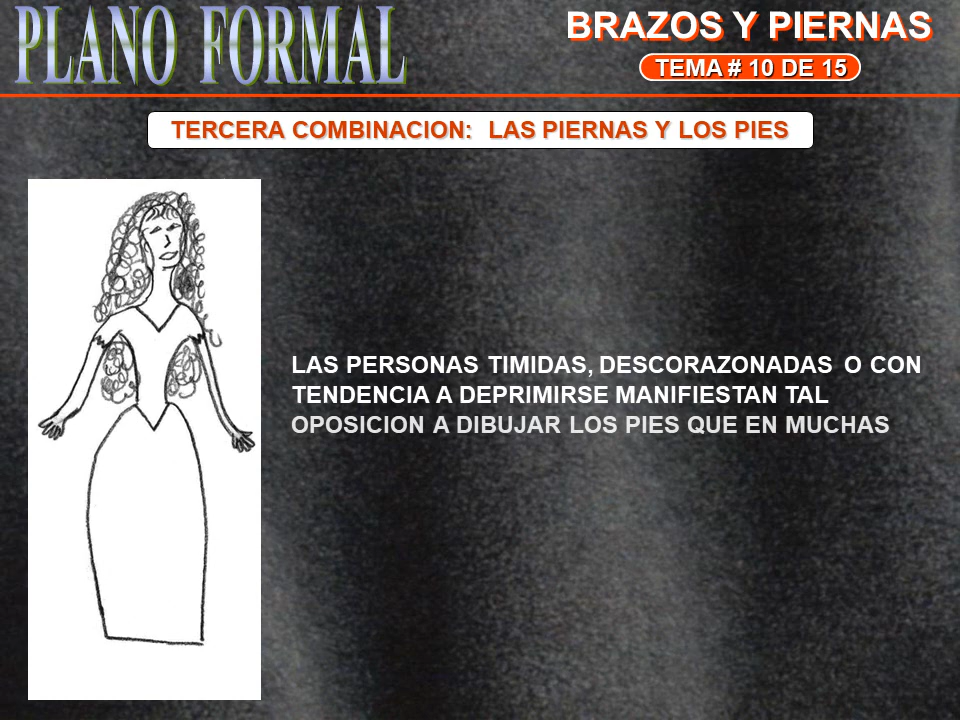 PLANO FORMAL
BRAZOS Y PIERNAS
TEMA # 10 DE 15
TERCERA COMBINACION: LAS PIERNAS Y LOS PIES
LAS PERSONAS TIMIDAS, DESCORAZONADAS O CON
TENDENCIA A DEPRIMIRSE MANIFIESTAN TAL
OPOSICION A DIBUJAR LOS PIES QUE EN MUCHAS